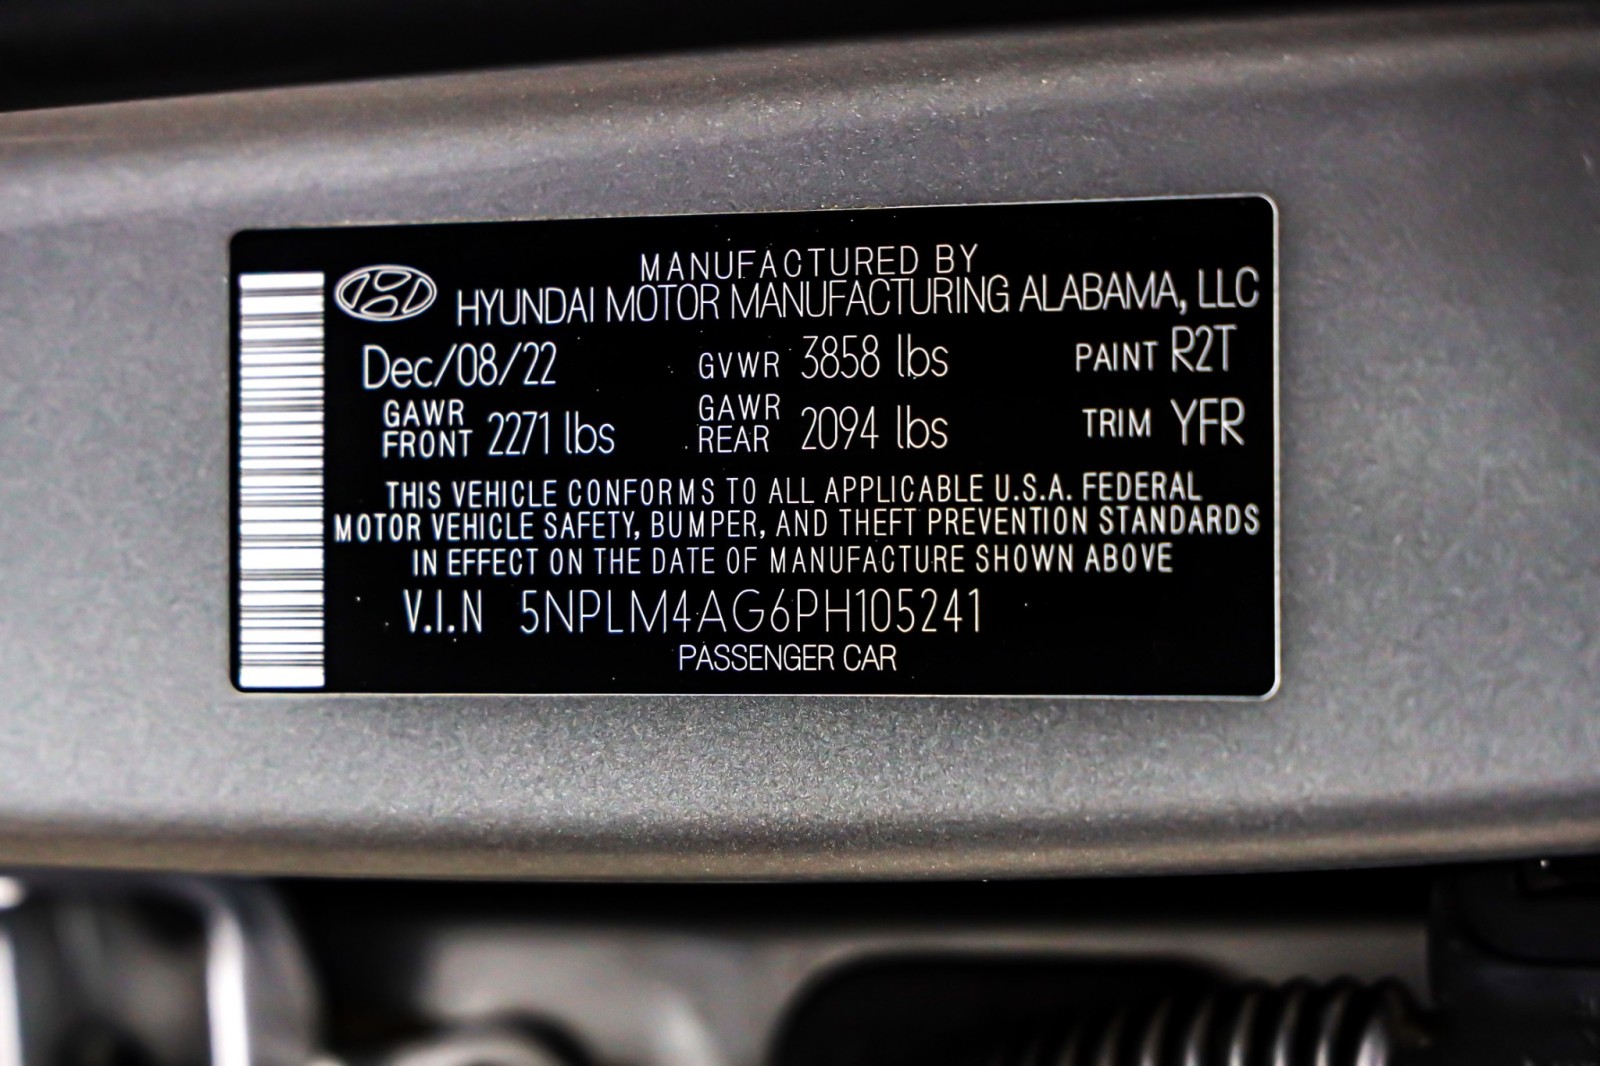 MANUFACTURED BY
HYUNDAI MOTOR MANUFACTURING ALABAMA, LLC
Dec/08/22 GVWR 3858 lbs PAINT R2T
GAWR FRONT 2271 lbs GAWR REAR 2094 lbs TRIM YFR
THIS VEHICLE CONFORMS TO ALL APPLICABLE U.S.A. FEDERAL
MOTOR VEHICLE SAFETY, BUMPER, AND THEFT PREVENTION STANDARDS
IN EFFECT ON THE DATE OF MANUFACTURE SHOWN ABOVE
V.I.N 5NPLM4AG6PH105241
PASSENGER CAR